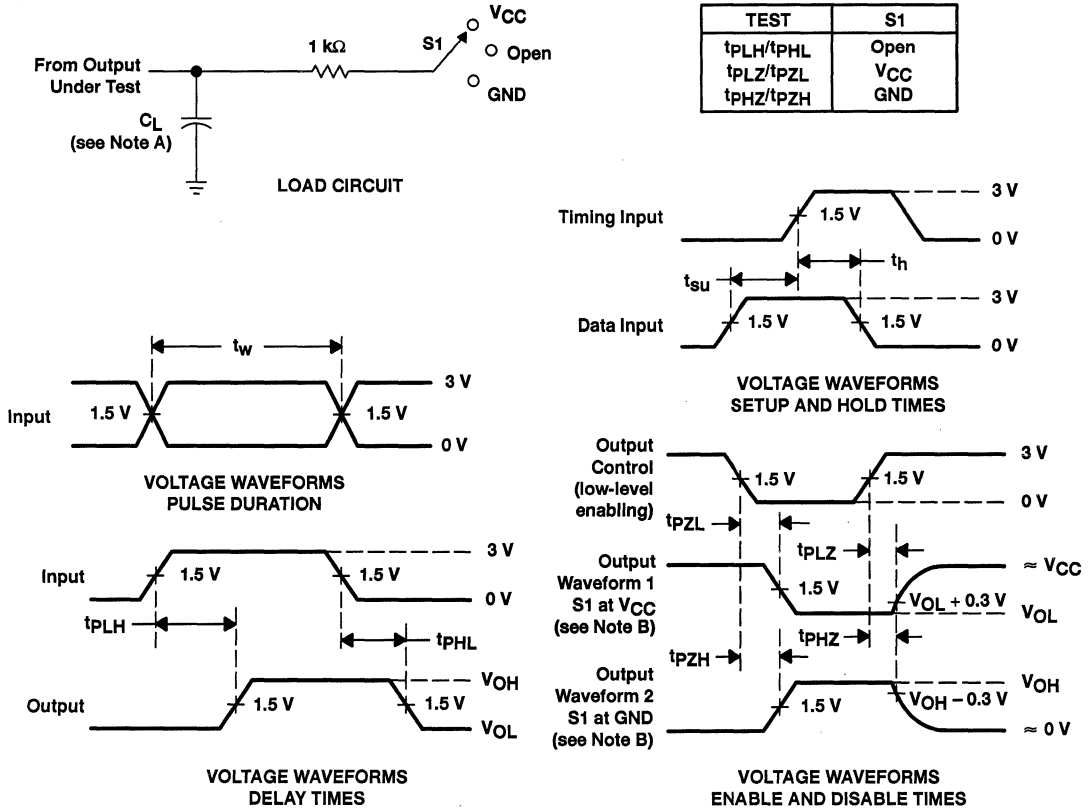 VCC
1 kΩ
S1
Open
From Output
Under Test
GND
CL
(see Note A)
LOAD CIRCUIT
TEST S1
tPLH/tPHL Open
tPLZ/tPZL VCC
tPHZ/tPZH GND
3 V
Timing Input
1.5 V
0 V
th
tsu
3 V
Data Input
1.5 V
1.5 V
0 V
VOLTAGE WAVEFORMS
SETUP AND HOLD TIMES
tw
3 V
Input
1.5 V
1.5 V
0 V
VOLTAGE WAVEFORMS
PULSE DURATION
3 V
Input
1.5 V
1.5 V
0 V
tPLH
tPHL
VOH
Output
1.5 V
1.5 V
VOL
VOLTAGE WAVEFORMS
DELAY TIMES
Output
Control
(low-level
enabling)
3 V
1.5 V
1.5 V
0 V
tPZL
tPLZ
Output
Waveform 1
S1 at VCC
(see Note B)
≈ VCC
1.5 V
VOL + 0.3 V
VOL
tPHZ
tPZH
Output
Waveform 2
S1 at GND
(see Note B)
VOH
1.5 V
VOH − 0.3 V
≈ 0 V
VOLTAGE WAVEFORMS
ENABLE AND DISABLE TIMES